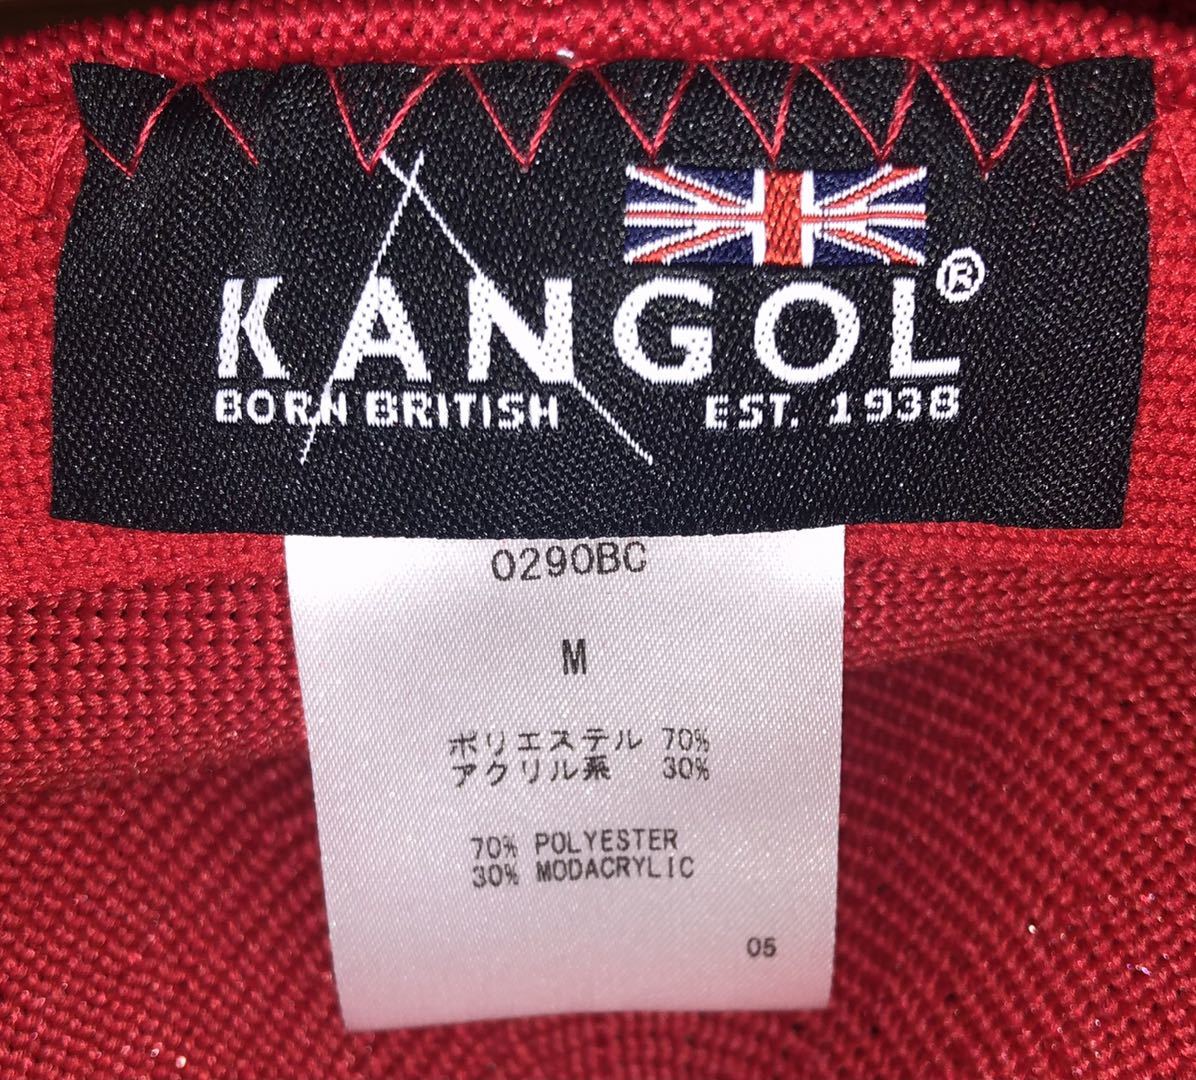 KANGOL®
BORN BRITISH EST. 1938
0290BC
M
ポリエステル 70%
アクリル系 30%
70% POLYESTER
30% MODACRYLIC
05